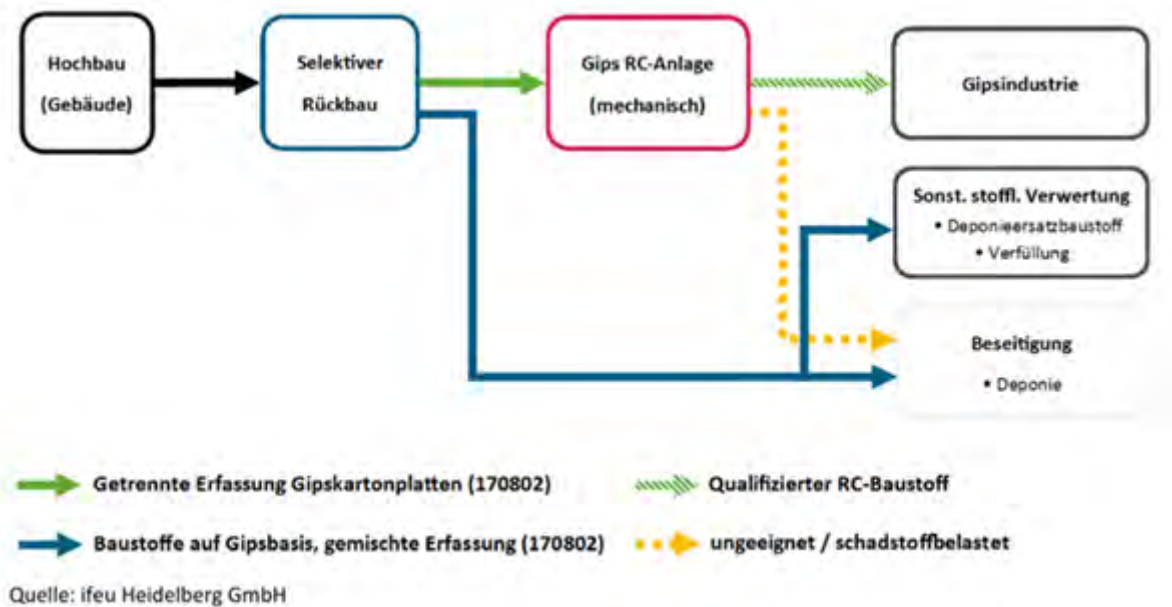 Hochbau
(Gebäude)
Selektiver
Rückbau
Gips RC-Anlage
(mechanisch)
Gipsindustrie
Sonst. stoffl. Verwertung
• Deponieersatzbaustoff
• Verfüllung
Beseitigung
• Deponie
Getrennte Erfassung Gipskartonplatten (170802)
Qualifizierter RC-Baustoff
Baustoffe auf Gipsbasis, gemischte Erfassung (170802)
ungeeignet / schadstoffbelastet
Quelle: ifeu Heidelberg GmbH